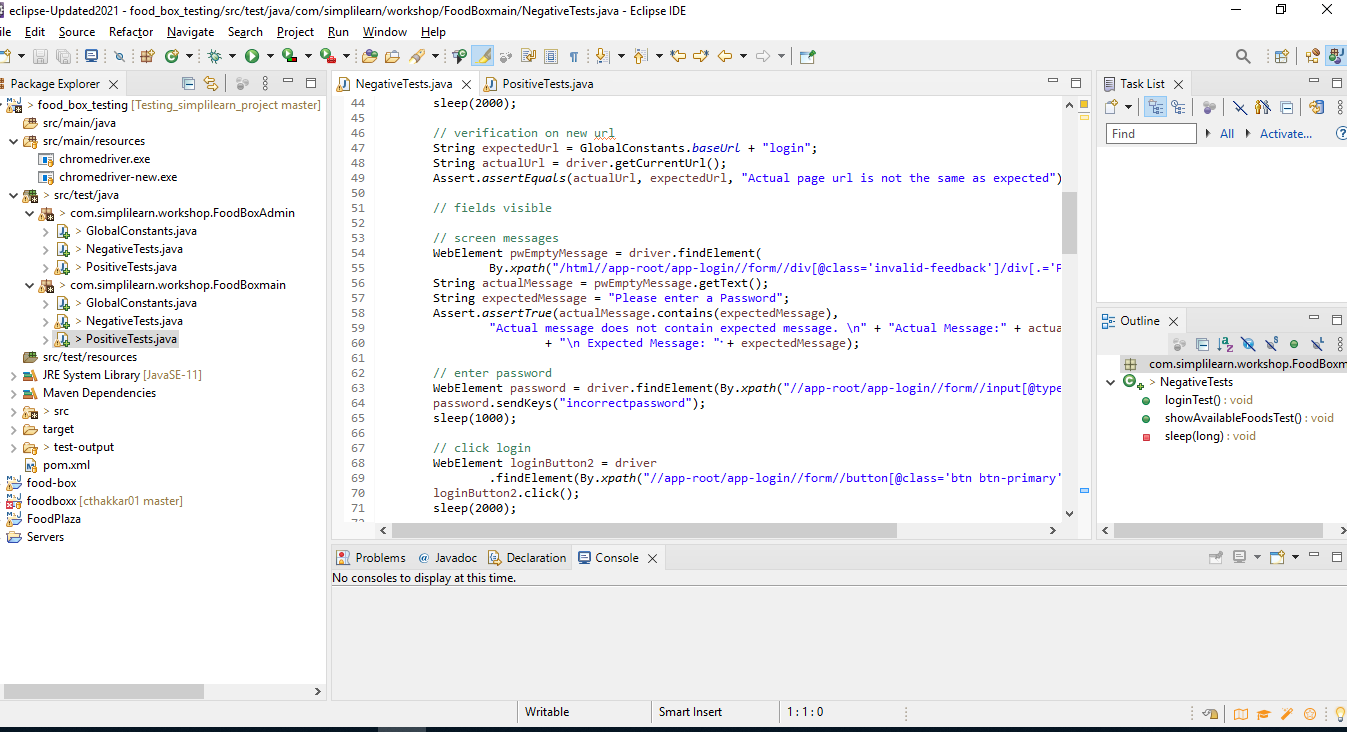 eclipse-Updated2021 - food_box_testing/src/test/java/com/simplilearn/workshop/FoodBoxmain/NegativeTests.java - Eclipse IDE
ile Edit Source Refactor Navigate Search Project Run Window Help
Package Explorer
> food_box_testing [Testing_simplilearn_project master]
src/main/java
src/main/resources
chromedriver.exe
chromedriver-new.exe
> src/test/java
> com.simplilearn.workshop.FoodBoxAdmin
> GlobalConstants.java
> NegativeTests.java
> PositiveTests.java
> com.simplilearn.workshop.FoodBoxmain
> GlobalConstants.java
> NegativeTests.java
> PositiveTests.java
src/test/resources
JRE System Library [JavaSE-11]
Maven Dependencies
> src
target
> test-output
pom.xml
food-box
foodboxx [cthakkar01 master]
FoodPlaza
Servers
NegativeTests.java PositiveTests.java
44 sleep(2000);
45
46 // verification on new url
47 String expectedUrl = GlobalConstants.baseUrl + "login";
48 String actualUrl = driver.getCurrentUrl();
49 Assert.assertEquals(actualUrl, expectedUrl, "Actual page url is not the same as expected")
50
51 // fields visible
52
53 // screen messages
54 WebElement pwEmptyMessage = driver.findElement(
55 By.xpath("/html//app-root/app-login//form//div[@class='invalid-feedback']/div[.='P
56 String actualMessage = pwEmptyMessage.getText();
57 String expectedMessage = "Please enter a Password";
58 Assert.assertTrue(actualMessage.contains(expectedMessage),
59 "Actual message does not contain expected message. \n" + "Actual Message:" + actua
60 + "\n Expected Message: " + expectedMessage);
61
62 // enter password
63 WebElement password = driver.findElement(By.xpath("//app-root/app-login//form//input[@type
64 password.sendKeys("incorrectpassword");
65 sleep(1000);
66
67 // click login
68 WebElement loginButton2 = driver
69 .findElement(By.xpath("//app-root/app-login//form//button[@class='btn btn-primary'
70 loginButton2.click();
71 sleep(2000);
Task List
Find All Activate...
Outline
com.simplilearn.workshop.FoodBoxm
> NegativeTests
loginTest() : void
showAvailableFoodsTest() : void
sleep(long) : void
Problems @ Javadoc Declaration Console
No consoles to display at this time.
Writable Smart Insert 1 : 1 : 0